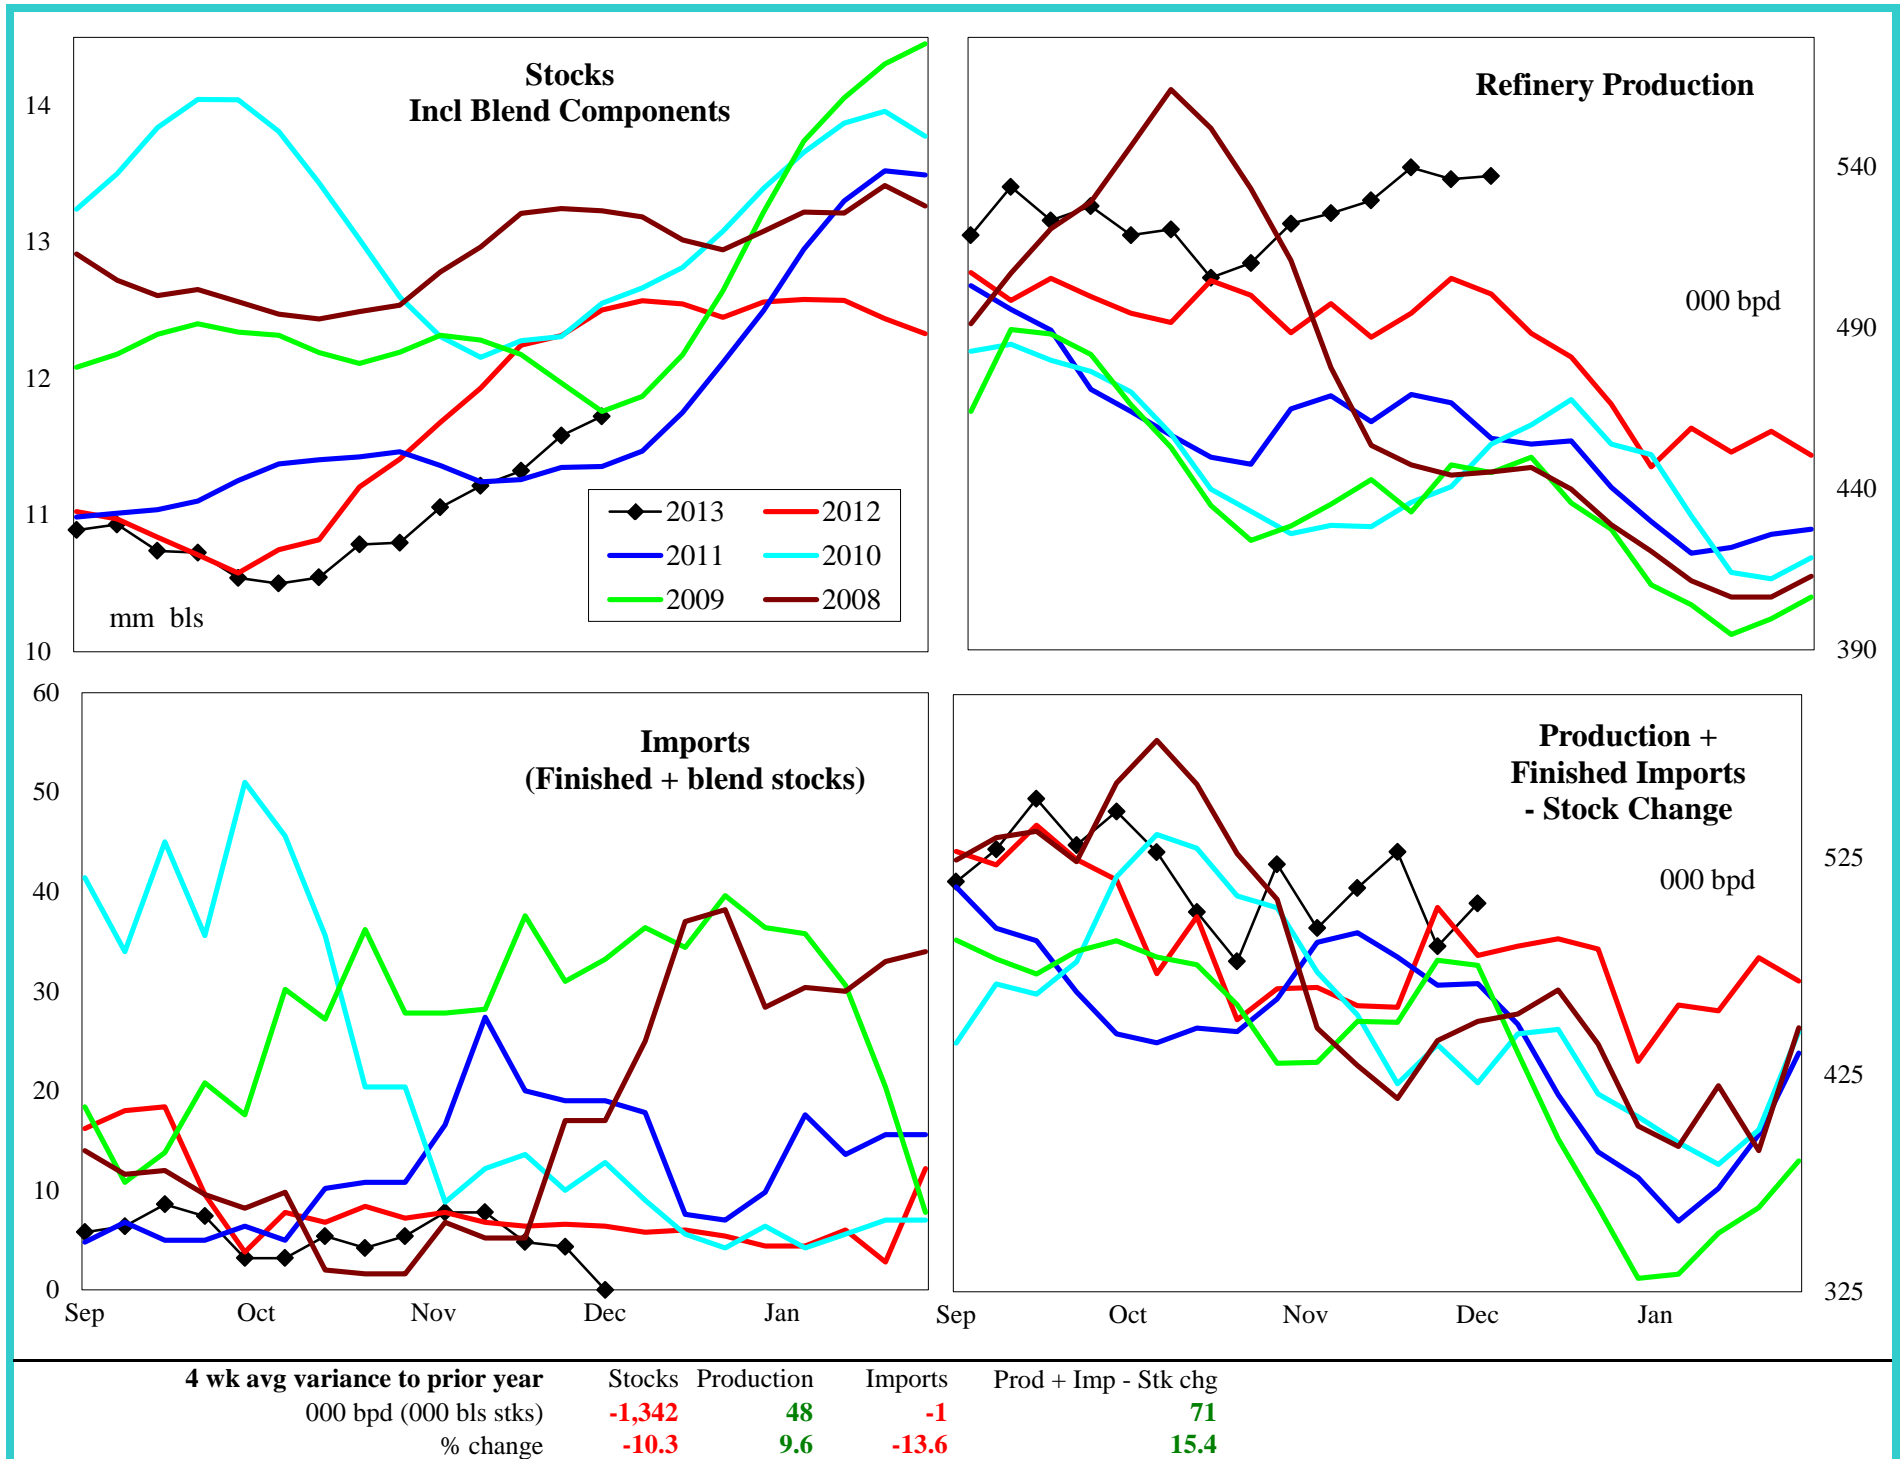 Stocks
Incl Blend Components
14
13
12
11
10
mm bls
2013 2012
2011 2010
2009 2008
Refinery Production
540
490
440
390
000 bpd
Imports
(Finished + blend stocks)
60
50
40
30
20
10
0
Sep Oct Nov Dec Jan
Production +
Finished Imports
- Stock Change
525
425
325
000 bpd
Sep Oct Nov Dec Jan
4 wk avg variance to prior year Stocks Production Imports Prod + Imp - Stk chg
000 bpd (000 bls stks) -1,342 48 -1 71
% change -10.3 9.6 -13.6 15.4